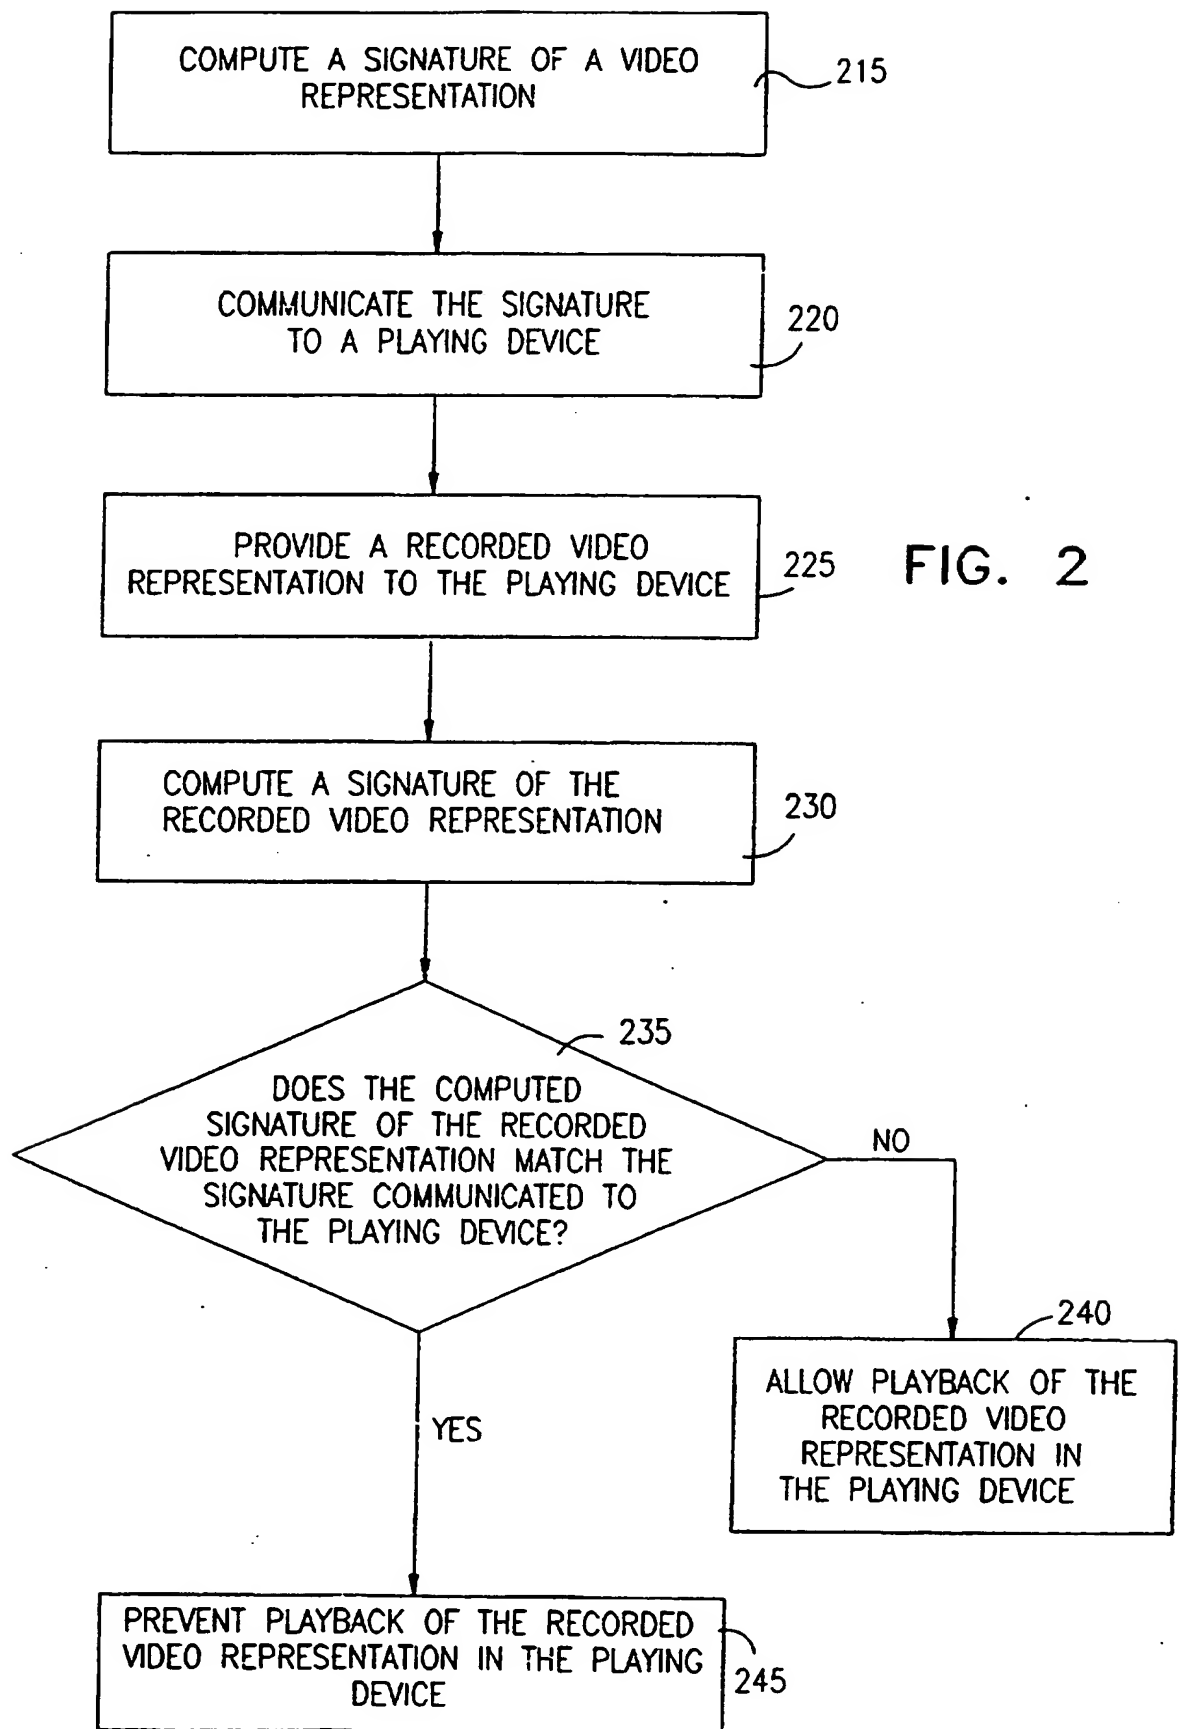 COMPUTE A SIGNATURE OF A VIDEO
REPRESENTATION
215
COMMUNICATE THE SIGNATURE
TO A PLAYING DEVICE
220
PROVIDE A RECORDED VIDEO
REPRESENTATION TO THE PLAYING DEVICE
225
FIG. 2
COMPUTE A SIGNATURE OF THE
RECORDED VIDEO REPRESENTATION
230
235
DOES THE COMPUTED
SIGNATURE OF THE RECORDED
VIDEO REPRESENTATION MATCH THE
SIGNATURE COMMUNICATED TO
THE PLAYING DEVICE?
NO
240
ALLOW PLAYBACK OF THE
RECORDED VIDEO
REPRESENTATION IN
THE PLAYING DEVICE
YES
PREVENT PLAYBACK OF THE RECORDED
VIDEO REPRESENTATION IN THE PLAYING
DEVICE
245